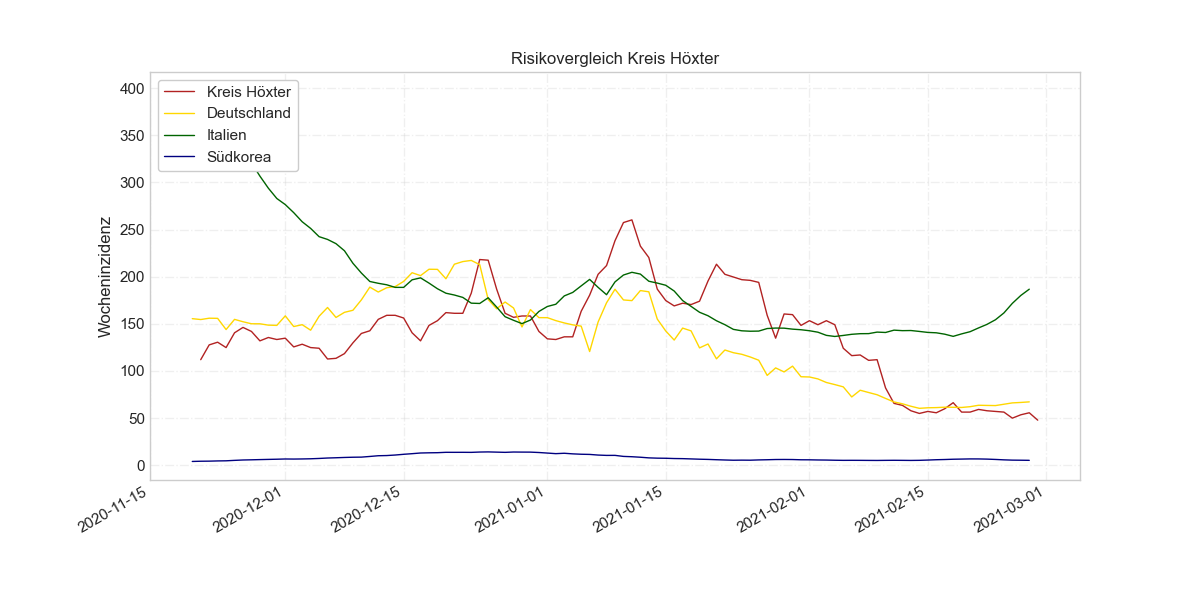 Risikovergleich Kreis Höxter
Kreis Höxter
Deutschland
Italien
Südkorea
Wocheninzidenz
400
350
300
250
200
150
100
50
0
2020-11-15
2020-12-01
2020-12-15
2021-01-01
2021-01-15
2021-02-01
2021-02-15
2021-03-01